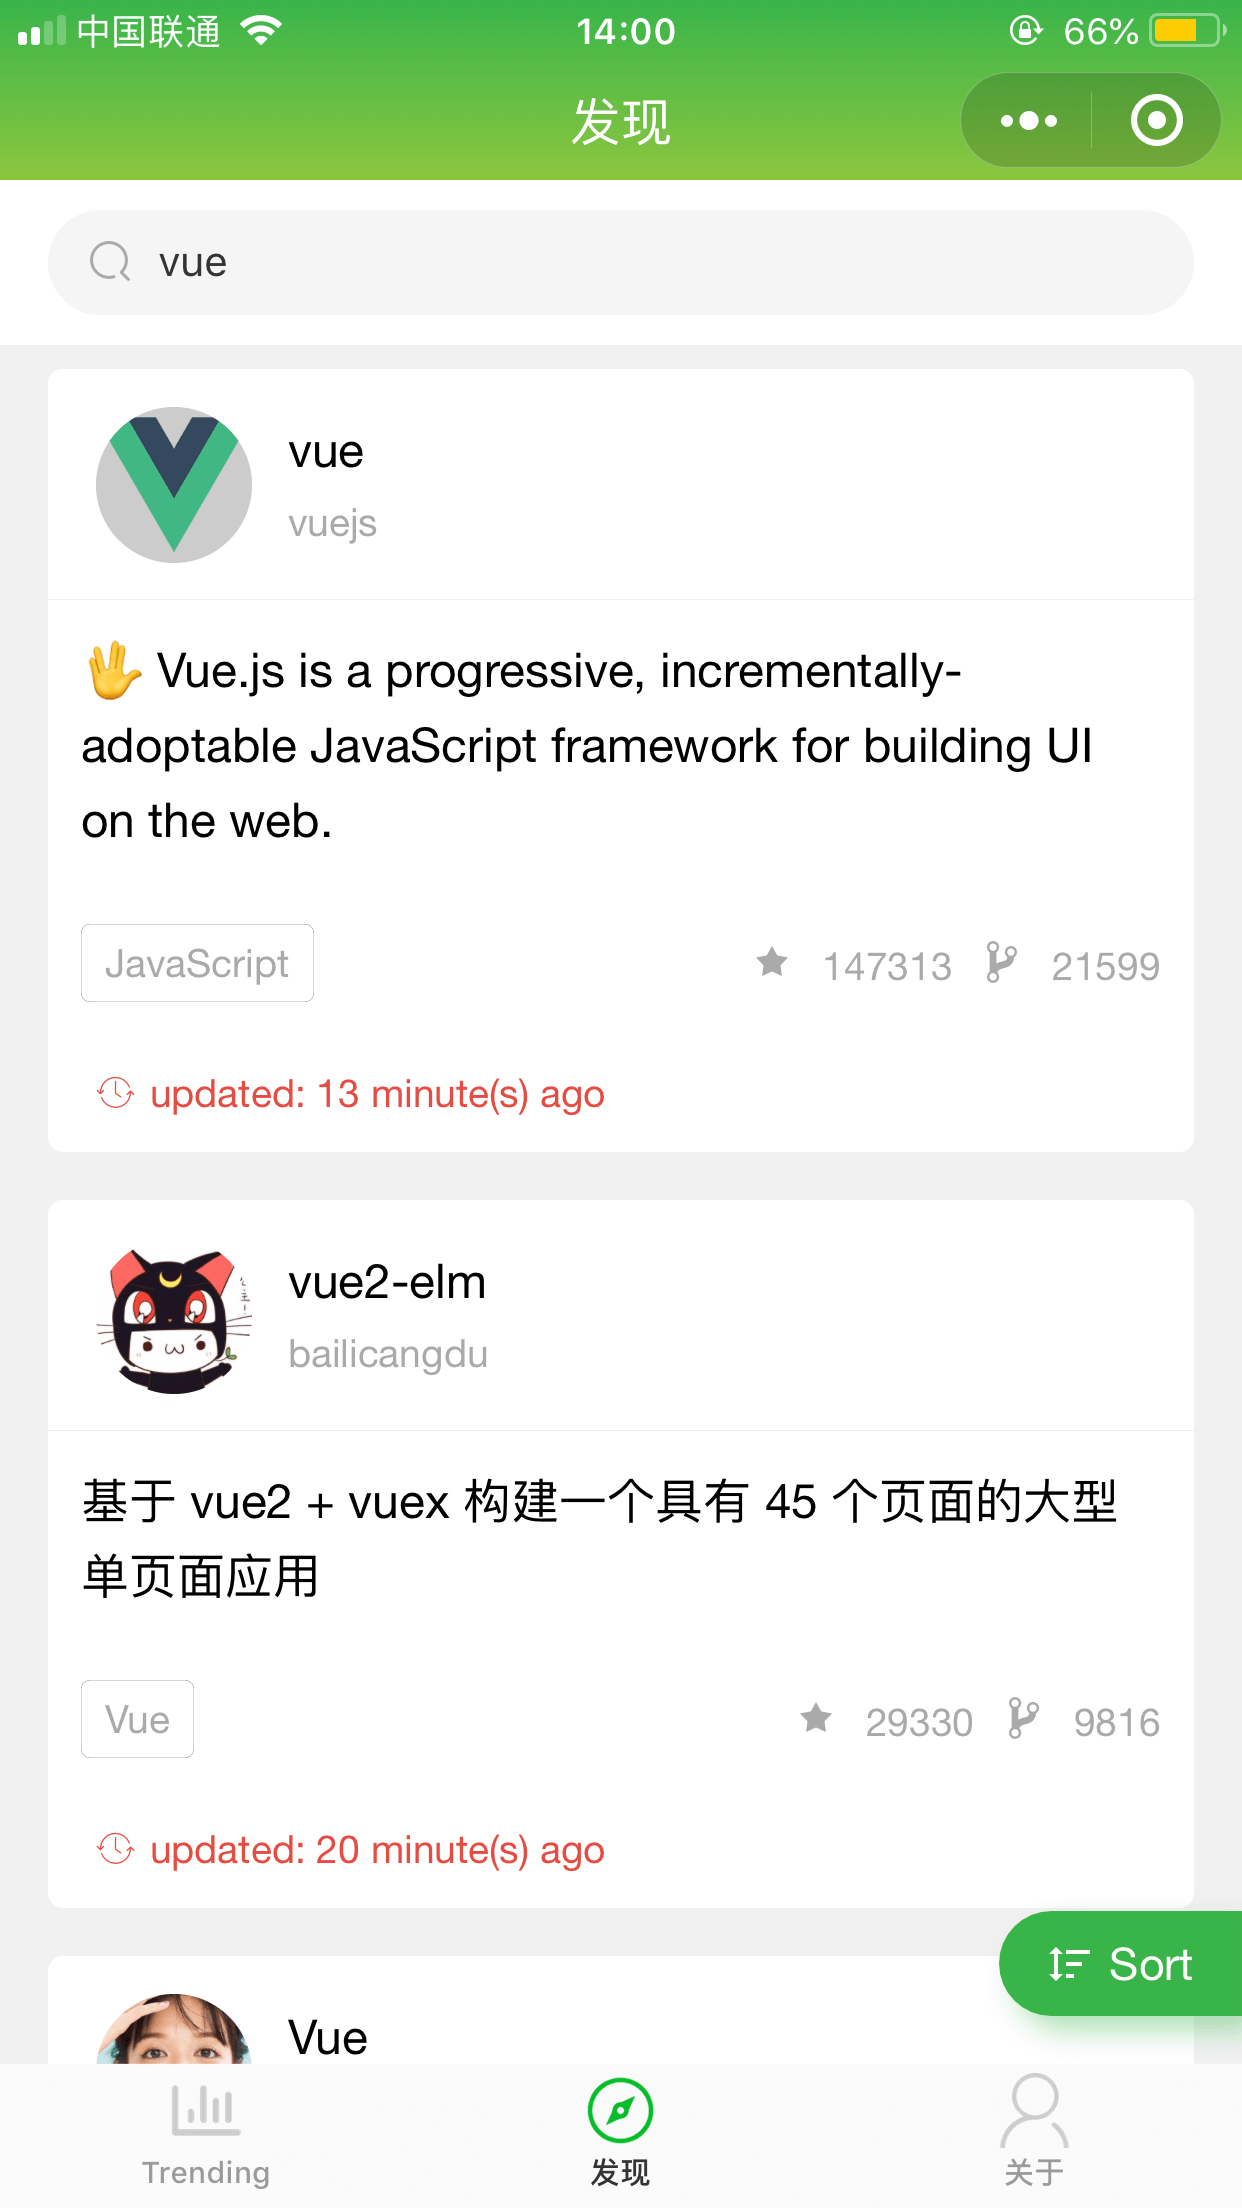 中国联通
14:00
66%
发现
vue
vue
vuejs
🖖 Vue.js is a progressive, incrementally-
adoptable JavaScript framework for building UI
on the web.
JavaScript
147313
21599
updated: 13 minute(s) ago
vue2-elm
bailicangdu
基于 vue2 + vuex 构建一个具有 45 个页面的大型
单页面应用
Vue
29330
9816
updated: 20 minute(s) ago
Sort
Vue
Trending
发现
关于